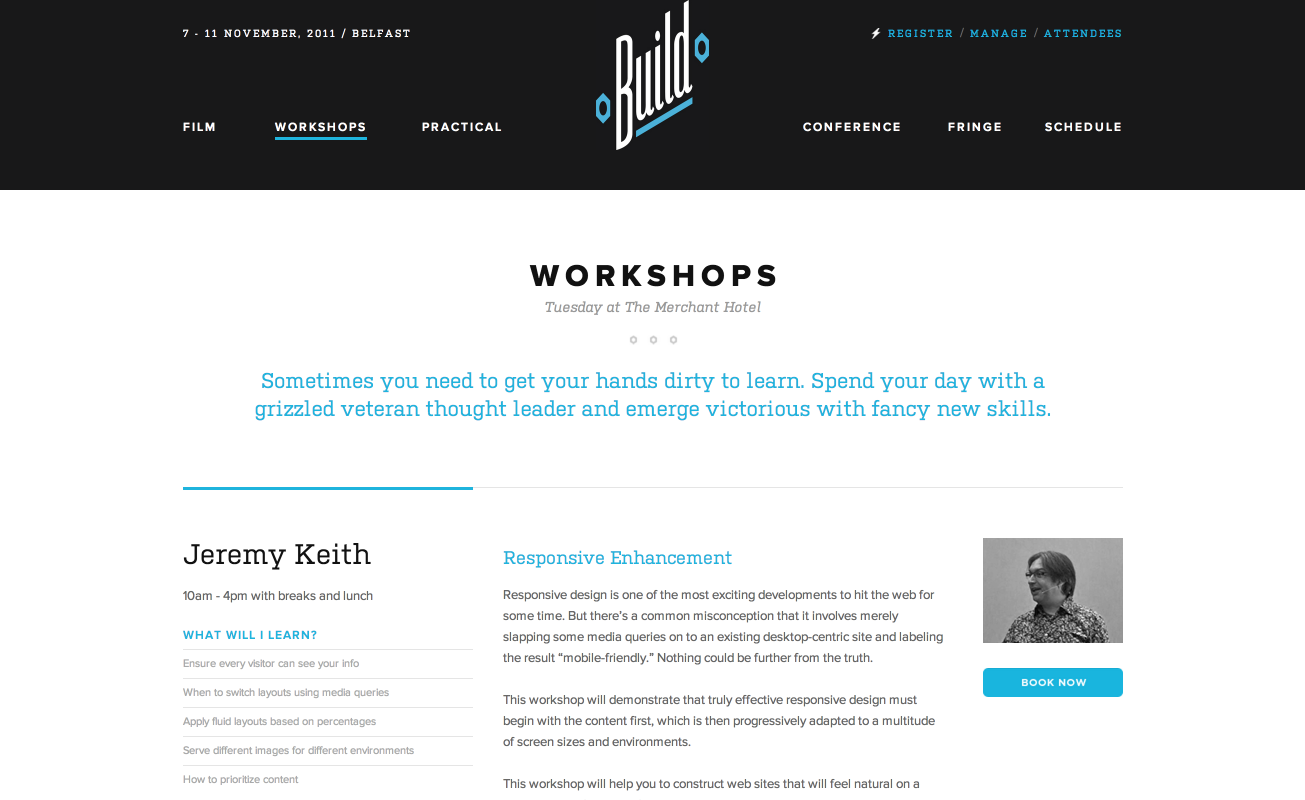 7 - 11 NOVEMBER, 2011 / BELFAST
Build
REGISTER / MANAGE / ATTENDEES
FILM
WORKSHOPS
PRACTICAL
CONFERENCE
FRINGE
SCHEDULE
WORKSHOPS
Tuesday at The Merchant Hotel
Sometimes you need to get your hands dirty to learn. Spend your day with a
grizzled veteran thought leader and emerge victorious with fancy new skills.
Jeremy Keith
10am - 4pm with breaks and lunch
WHAT WILL I LEARN?
Ensure every visitor can see your info
When to switch layouts using media queries
Apply fluid layouts based on percentages
Serve different images for different environments
How to prioritize content
Responsive Enhancement
Responsive design is one of the most exciting developments to hit the web for
some time. But there’s a common misconception that it involves merely
slapping some media queries on to an existing desktop-centric site and labeling
the result “mobile-friendly.” Nothing could be further from the truth.
This workshop will demonstrate that truly effective responsive design must
begin with the content first, which is then progressively adapted to a multitude
of screen sizes and environments.
This workshop will help you to construct web sites that will feel natural on a
BOOK NOW